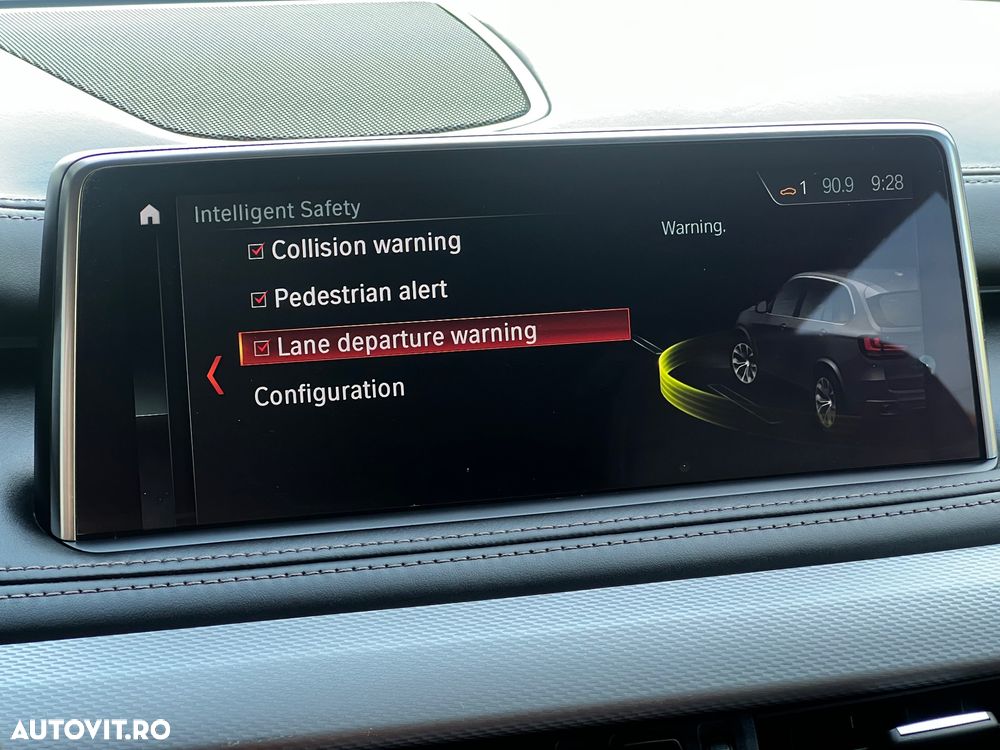 1 90.9 9:28
Intelligent Safety
Collision warning
Warning.
Pedestrian alert
Lane departure warning
Configuration
AUTOVIT.RO